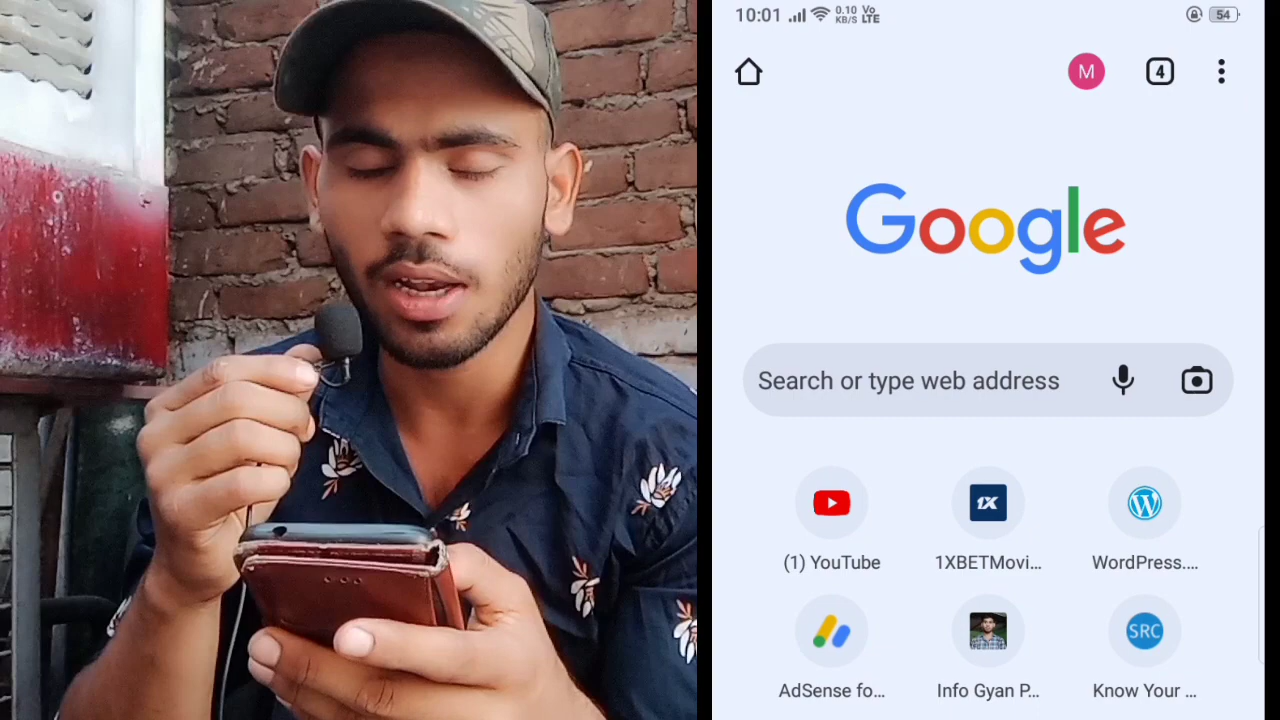 10:01 0.10 KB/S Vo LTE 54
M 4
Google
Search or type web address
1X
(1) YouTube 1XBETMovi... WordPress....
SRC
AdSense fo... Info Gyan P... Know Your ...